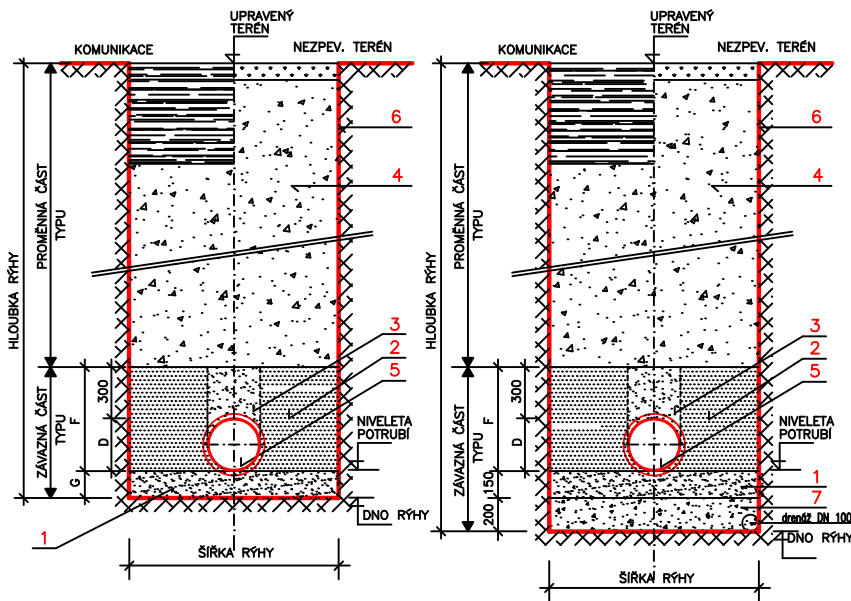 UPRAVENÝ
TERÉN
KOMUNIKACE
NEZPEV. TERÉN
6
4
HLOUBKA RÝHY
PROMĚNNÁ ČÁST
TYPU
3
2
5
ZÁVAZNÁ ČÁST
TYPU
F
300
D
G
NIVELETA
POTRUBÍ
DNO RÝHY
1
ŠÍŘKA RÝHY
UPRAVENÝ
TERÉN
KOMUNIKACE
NEZPEV. TERÉN
6
4
HLOUBKA RÝHY
PROMĚNNÁ ČÁST
TYPU
3
2
5
ZÁVAZNÁ ČÁST
TYPU
F
300
D
150
200
NIVELETA
POTRUBÍ
1
7
drenáž DN 100
DNO RÝHY
ŠÍŘKA RÝHY